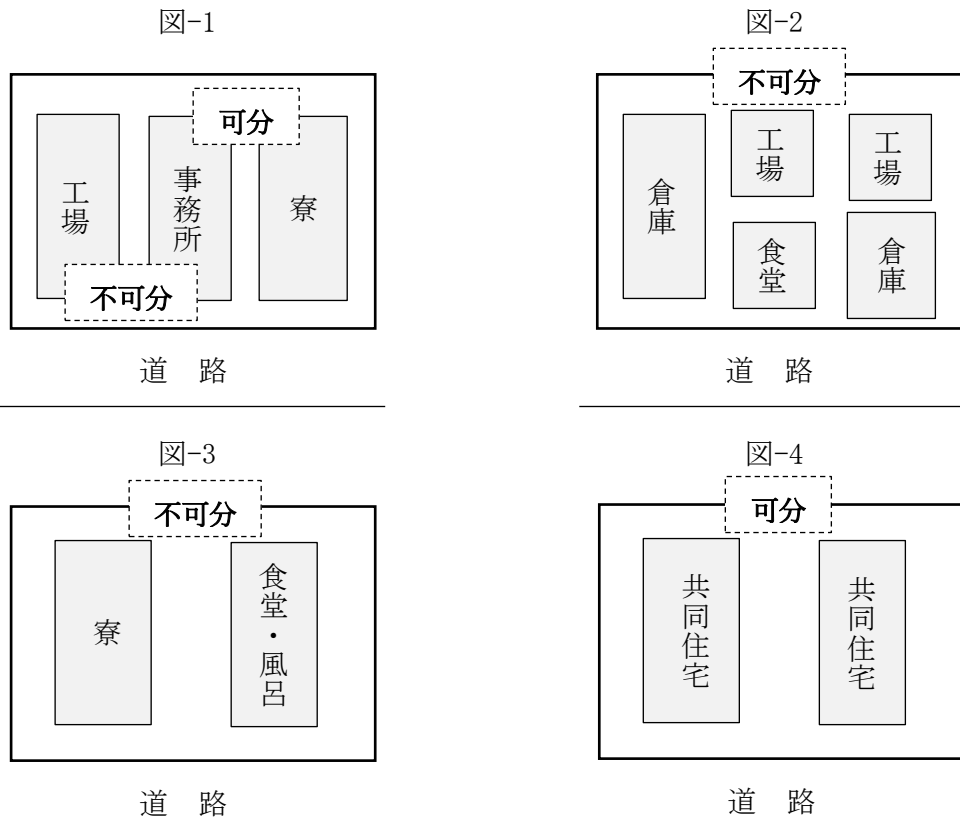 図-1
可分
工場
事務所
寮
不可分
道　路
図-2
不可分
倉庫
工場
工場
食堂
倉庫
道　路
図-3
不可分
寮
食堂・風呂
道　路
図-4
可分
共同住宅
共同住宅
道　路